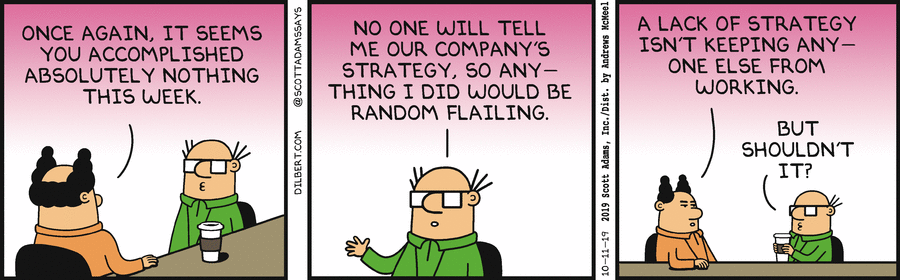 ONCE AGAIN, IT SEEMS
YOU ACCOMPLISHED
ABSOLUTELY NOTHING
THIS WEEK.
DILBERT.COM
@SCOTTADAMSSAYS
NO ONE WILL TELL
ME OUR COMPANY'S
STRATEGY, SO ANY-
THING I DID WOULD BE
RANDOM FLAILING.
10-11-19 2019 Scott Adams, Inc./Dist. by Andrews McMeel
A LACK OF STRATEGY
ISN'T KEEPING ANY-
ONE ELSE FROM
WORKING.
BUT
SHOULDN'T
IT?